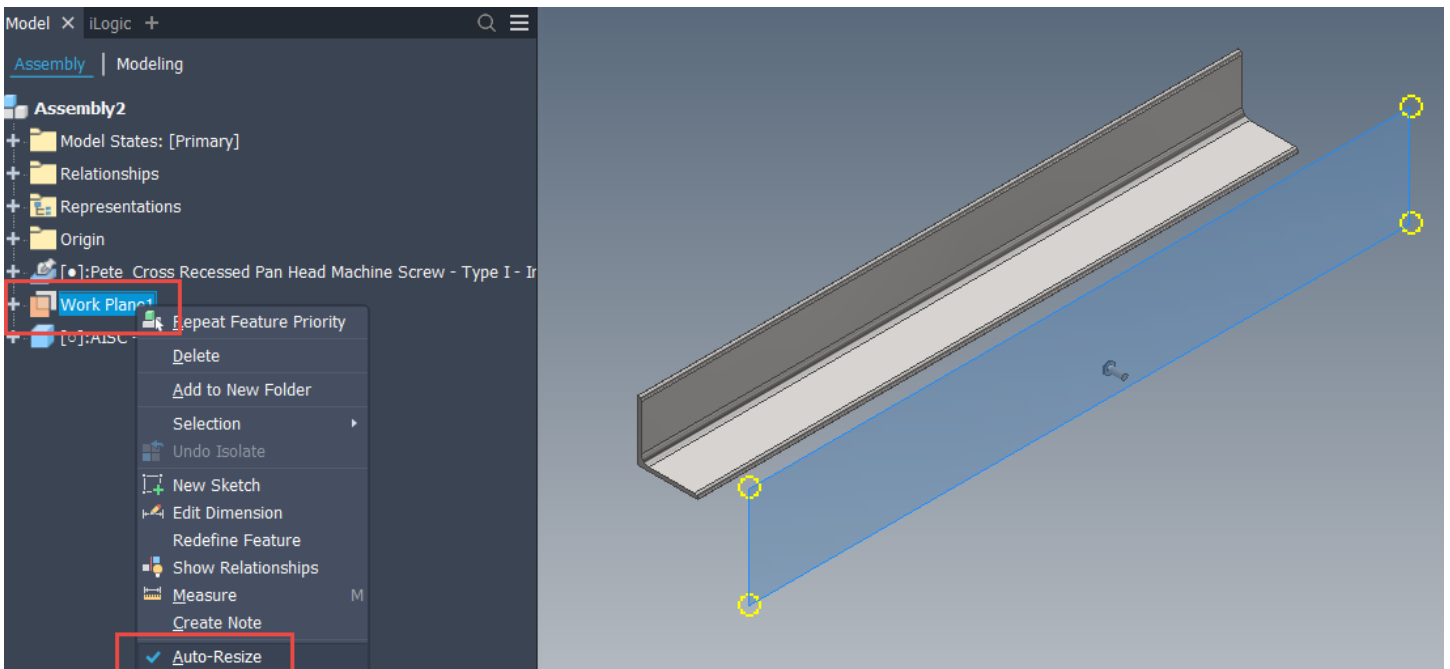 Model × iLogic +
Assembly | Modeling
Assembly2
Model States: [Primary]
Relationships
Representations
Origin
[●]:Pete_Cross Recessed Pan Head Machine Screw - Type I - Ir
Work Plane1
[○]:AISC -
Repeat Feature Priority
Delete
Add to New Folder
Selection
Undo Isolate
New Sketch
Edit Dimension
Redefine Feature
Show Relationships
Measure M
Create Note
Auto-Resize